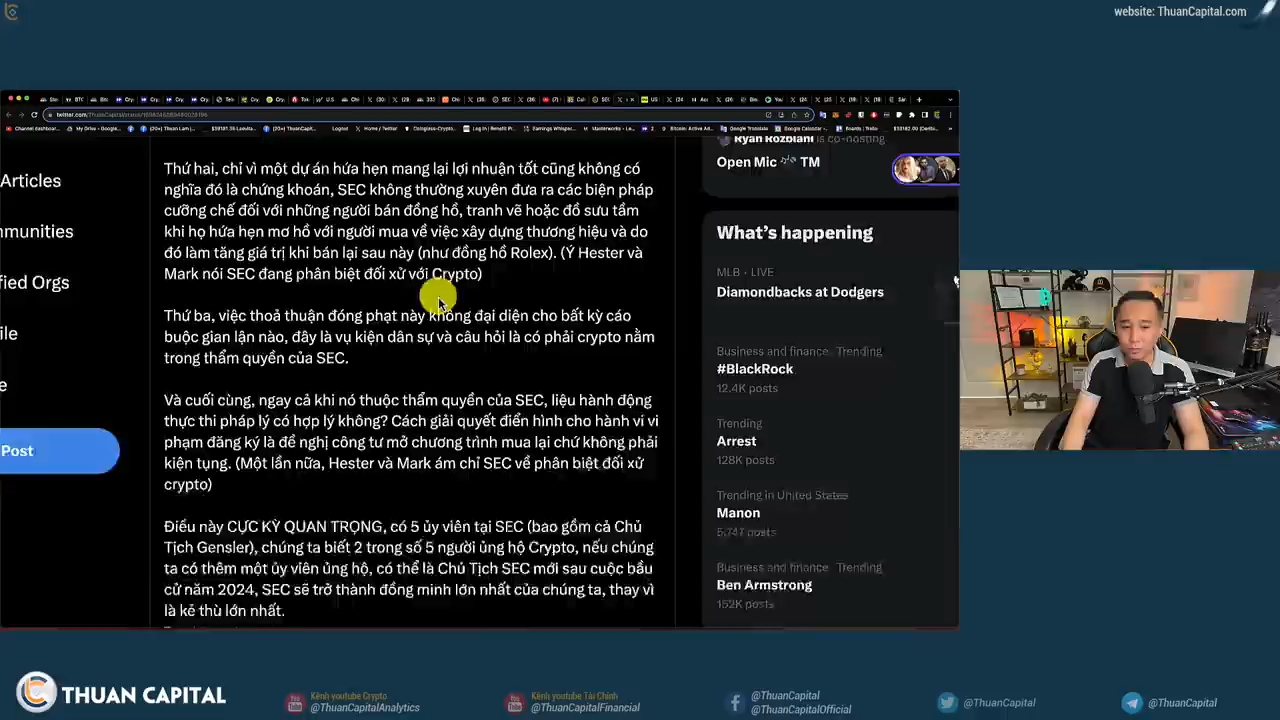 website: ThuanCapital.com
Articles
mmunities
fied Orgs
Post
Thứ hai, chỉ vì một dự án hứa hẹn mang lại lợi nhuận tốt cũng không có
nghĩa đó là chứng khoán, SEC không thường xuyên đưa ra các biện pháp
cưỡng chế đối với những người bán đồng hồ, tranh vẽ hoặc đồ sưu tầm
khi họ hứa hẹn mơ hồ với người mua về việc xây dựng thương hiệu và do
đó làm tăng giá trị khi bán lại sau này (như đồng hồ Rolex). (Ý Hester và
Mark nói SEC đang phân biệt đối xử với Crypto)
Thứ ba, việc thoả thuận đóng phạt này không đại diện cho bất kỳ cáo
buộc gian lận nào, đây là vụ kiện dân sự và câu hỏi là có phải crypto nằm
trong thẩm quyền của SEC.
Và cuối cùng, ngay cả khi nó thuộc thẩm quyền của SEC, liệu hành động
thực thi pháp lý có hợp lý không? Cách giải quyết điển hình cho hành vi vi
phạm đăng ký là đề nghị công tư mở chương trình mua lại chứ không phải
kiện tụng. (Một lần nữa, Hester và Mark ám chỉ SEC về phân biệt đối xử
crypto)
Điều này CỰC KỲ QUAN TRỌNG, có 5 ủy viên tại SEC (bao gồm cả Chủ
Tịch Gensler), chúng ta biết 2 trong số 5 người ủng hộ Crypto, nếu chúng
ta có thêm một ủy viên ủng hộ, có thể là Chủ Tịch SEC mới sau cuộc bầu
cử năm 2024, SEC sẽ trở thành đồng minh lớn nhất của chúng ta, thay vì
là kẻ thù lớn nhất.
is co-hosting
Open Mic TM
What's happening
MLB · LIVE
Diamondbacks at Dodgers
Business and finance · Trending
#BlackRock
12.4K posts
Trending
Arrest
128K posts
Trending in United States
Manon
5,747 posts
Business and finance · Trending
Ben Armstrong
152K posts
THUAN CAPITAL
Kênh youtube Crypto
@ThuanCapitalAnalytics
Kênh youtube Tài Chính
@ThuanCapitalFinancial
@ThuanCapital
@ThuanCapitalOfficial
@ThuanCapital
@ThuanCapital